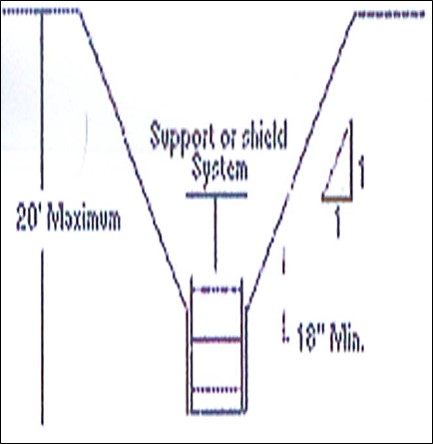 Support or shield
System
20' Maximum
1
1
18" Min.